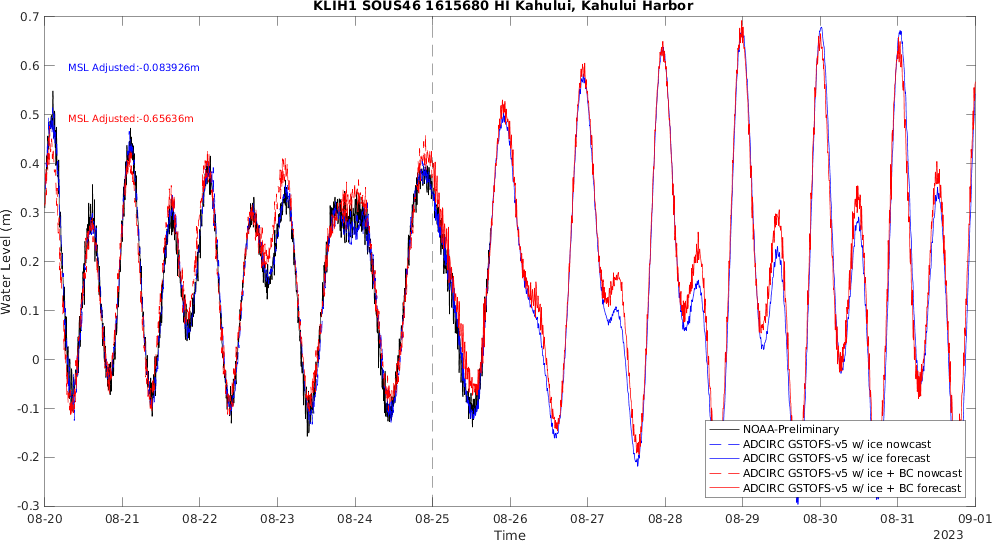 KLIH1 SOUS46 1615680 HI Kahului, Kahului Harbor
0.7
0.6
0.5
0.4
0.3
0.2
0.1
0
-0.1
-0.2
-0.3
Water Level (m)
MSL Adjusted:-0.083926m
MSL Adjusted:-0.65636m
NOAA-Preliminary
ADCIRC GSTOFS-v5 w/ ice nowcast
ADCIRC GSTOFS-v5 w/ ice forecast
ADCIRC GSTOFS-v5 w/ ice + BC nowcast
ADCIRC GSTOFS-v5 w/ ice + BC forecast
08-20 08-21 08-22 08-23 08-24 08-25 08-26 08-27 08-28 08-29 08-30 08-31 09-01
Time
2023